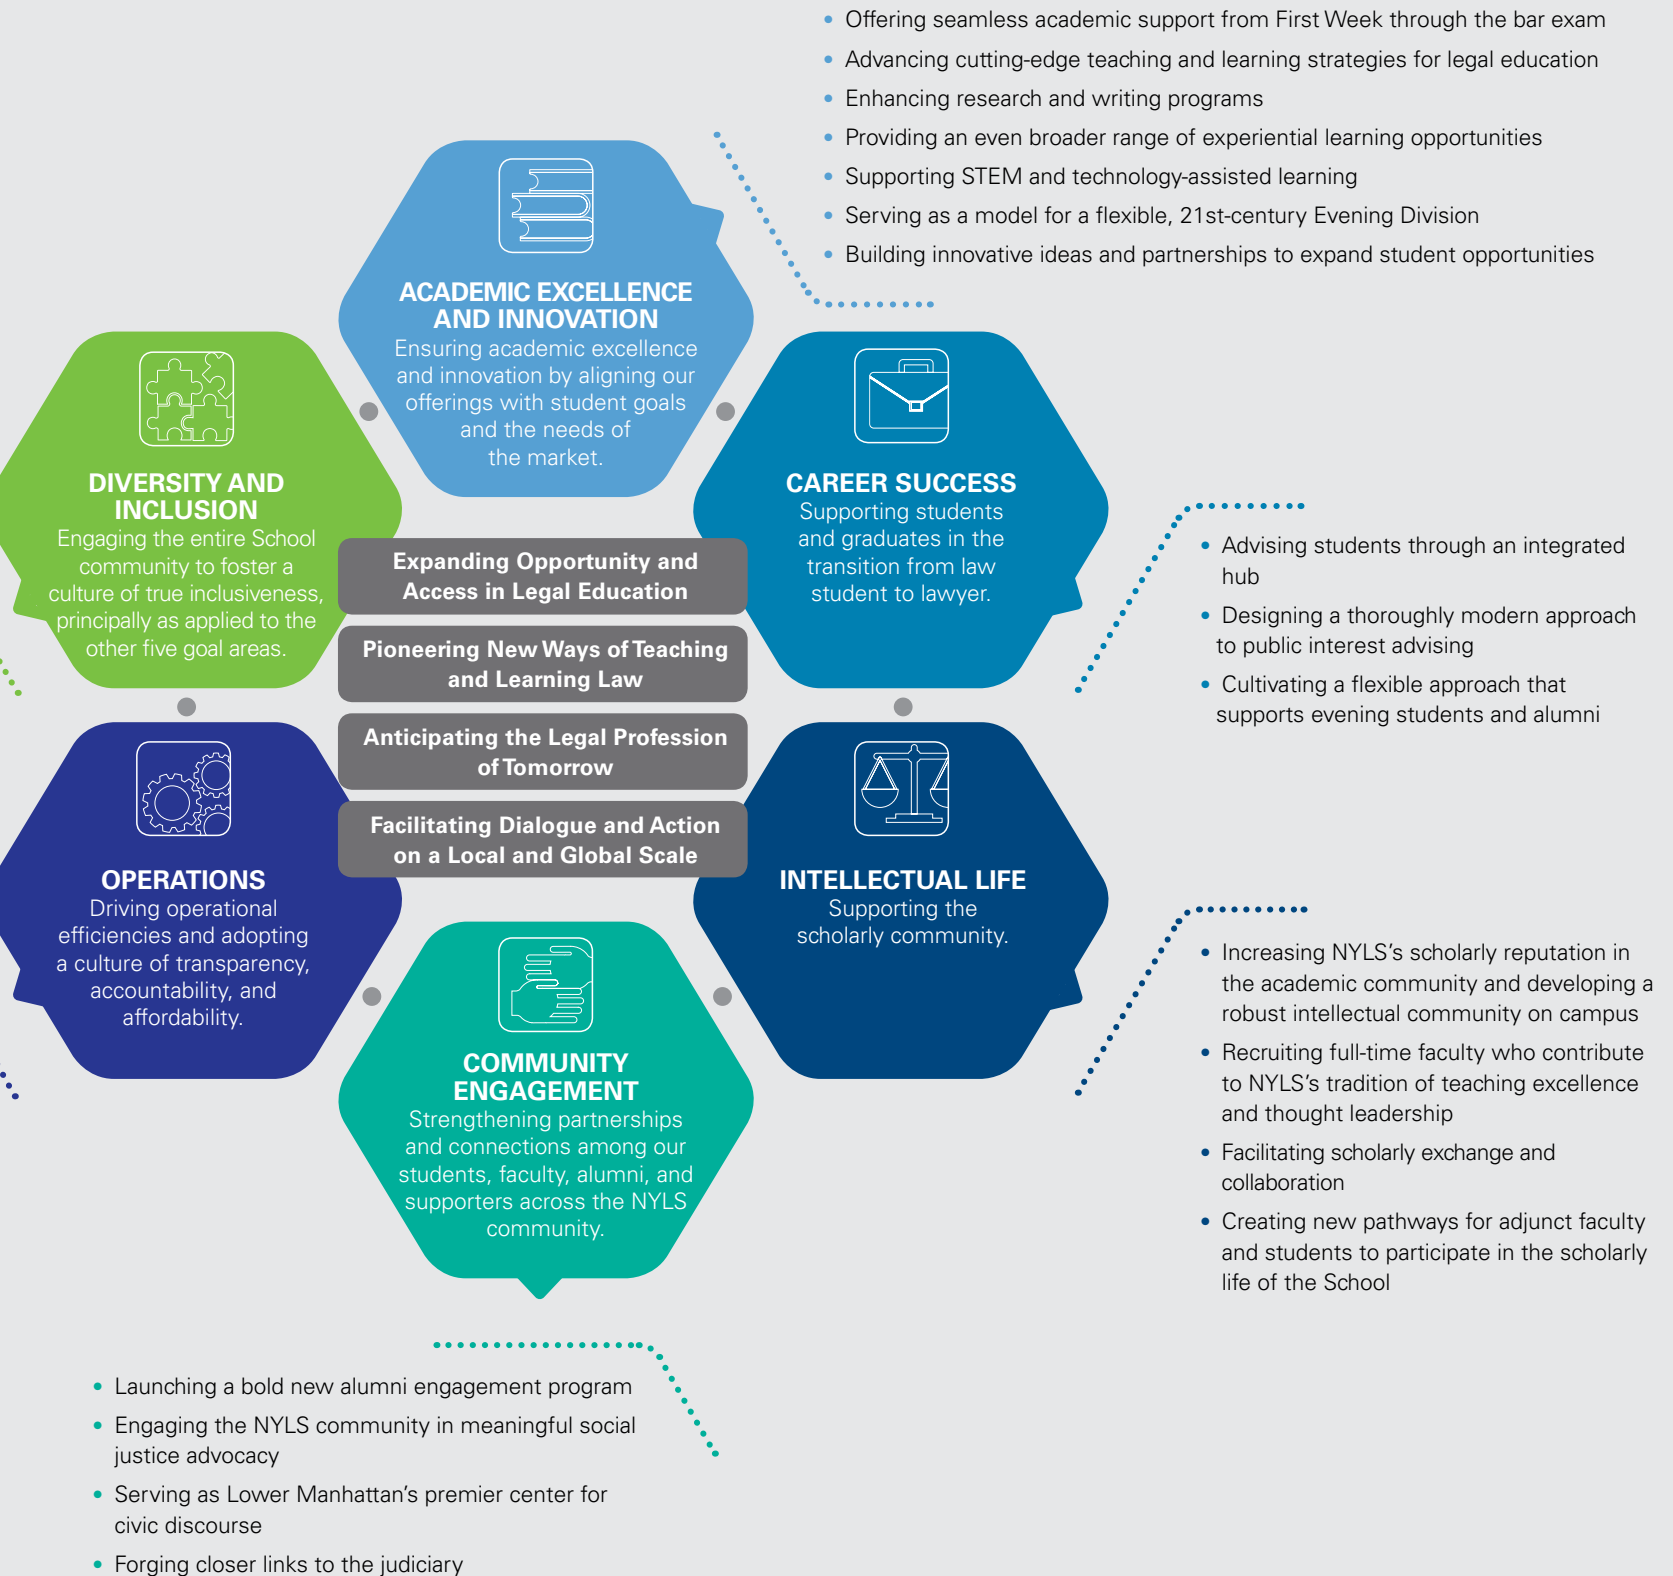 • Offering seamless academic support from First Week through the bar exam
• Advancing cutting-edge teaching and learning strategies for legal education
• Enhancing research and writing programs
• Providing an even broader range of experiential learning opportunities
• Supporting STEM and technology-assisted learning
• Serving as a model for a flexible, 21st-century Evening Division
• Building innovative ideas and partnerships to expand student opportunities
ACADEMIC EXCELLENCE
AND INNOVATION
Ensuring academic excellence
and innovation by aligning our
offerings with student goals
and the needs of
the market.
DIVERSITY AND
INCLUSION
Engaging the entire School
community to foster a
culture of true inclusiveness,
principally as applied to the
other five goal areas.
CAREER SUCCESS
Supporting students
and graduates in the
transition from law
student to lawyer.
• Advising students through an integrated
hub
• Designing a thoroughly modern approach
to public interest advising
• Cultivating a flexible approach that
supports evening students and alumni
Expanding Opportunity and
Access in Legal Education
Pioneering New Ways of Teaching
and Learning Law
Anticipating the Legal Profession
of Tomorrow
Facilitating Dialogue and Action
on a Local and Global Scale
OPERATIONS
Driving operational
efficiencies and adopting
a culture of transparency,
accountability, and
affordability.
INTELLECTUAL LIFE
Supporting the
scholarly community.
• Increasing NYLS’s scholarly reputation in
the academic community and developing a
robust intellectual community on campus
• Recruiting full-time faculty who contribute
to NYLS’s tradition of teaching excellence
and thought leadership
• Facilitating scholarly exchange and
collaboration
• Creating new pathways for adjunct faculty
and students to participate in the scholarly
life of the School
COMMUNITY
ENGAGEMENT
Strengthening partnerships
and connections among our
students, faculty, alumni, and
supporters across the NYLS
community.
• Launching a bold new alumni engagement program
• Engaging the NYLS community in meaningful social
justice advocacy
• Serving as Lower Manhattan’s premier center for
civic discourse
• Forging closer links to the judiciary